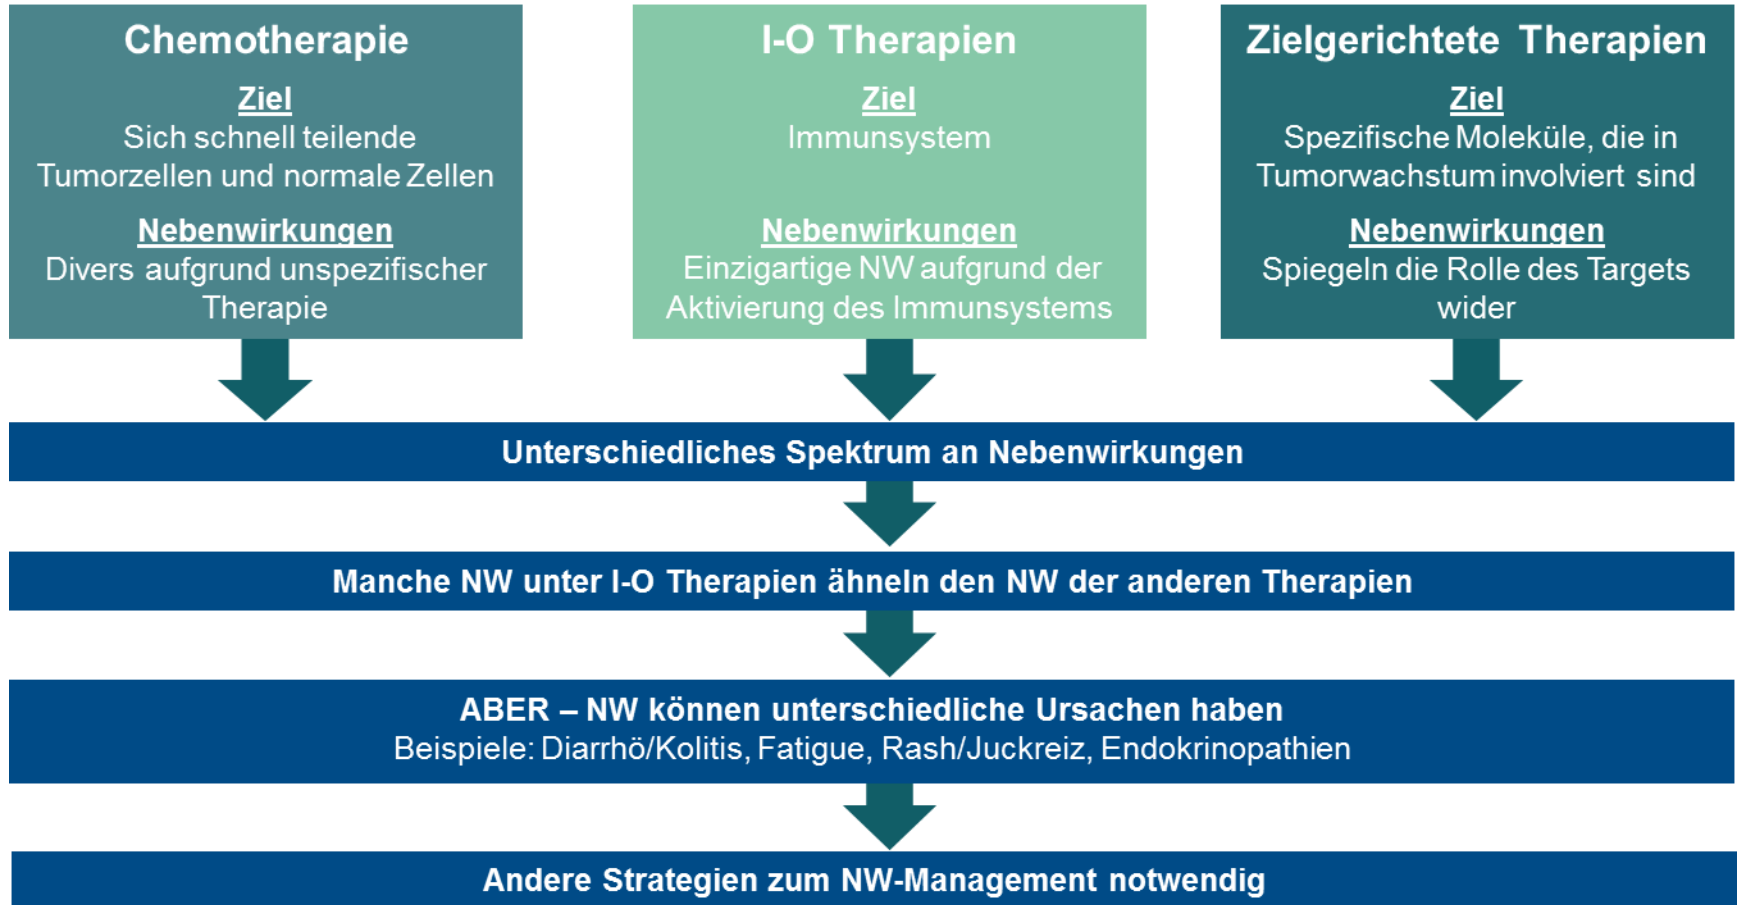 Chemotherapie
Ziel
Sich schnell teilende
Tumorzellen und normale Zellen
Nebenwirkungen
Divers aufgrund unspezifischer
Therapie
I-O Therapien
Ziel
Immunsystem
Nebenwirkungen
Einzigartige NW aufgrund der
Aktivierung des Immunsystems
Zielgerichtete Therapien
Ziel
Spezifische Moleküle, die in
Tumorwachstum involviert sind
Nebenwirkungen
Spiegeln die Rolle des Targets
wider
Unterschiedliches Spektrum an Nebenwirkungen
Manche NW unter I-O Therapien ähneln den NW der anderen Therapien
ABER – NW können unterschiedliche Ursachen haben
Beispiele: Diarrhö/Kolitis, Fatigue, Rash/Juckreiz, Endokrinopathien
Andere Strategien zum NW-Management notwendig